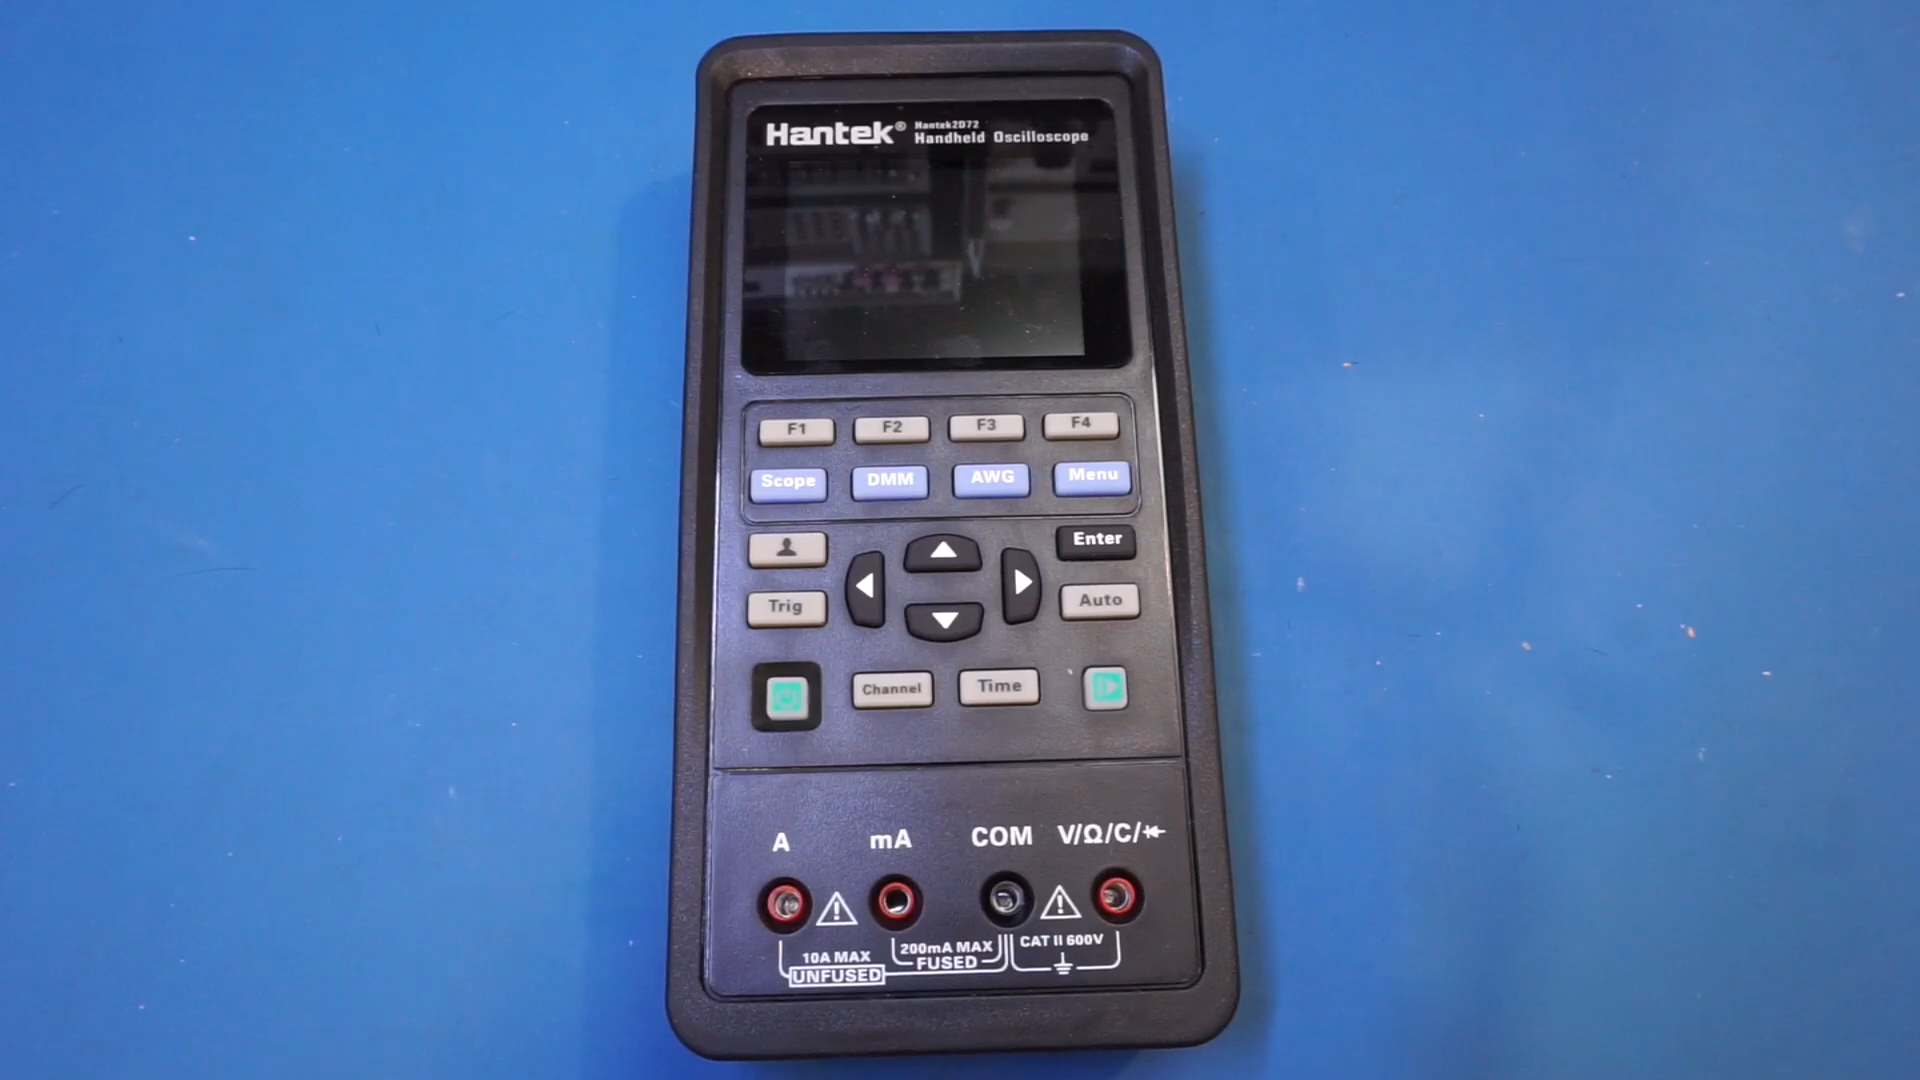 Hantek®
Hantek2D72
Handheld Oscilloscope
F1 F2 F3 F4
Scope DMM AWG Menu
Enter
Trig Auto
Channel Time
A mA COM V/Ω/C/
10A MAX
UNFUSED
200mA MAX
FUSED
CAT II 600V